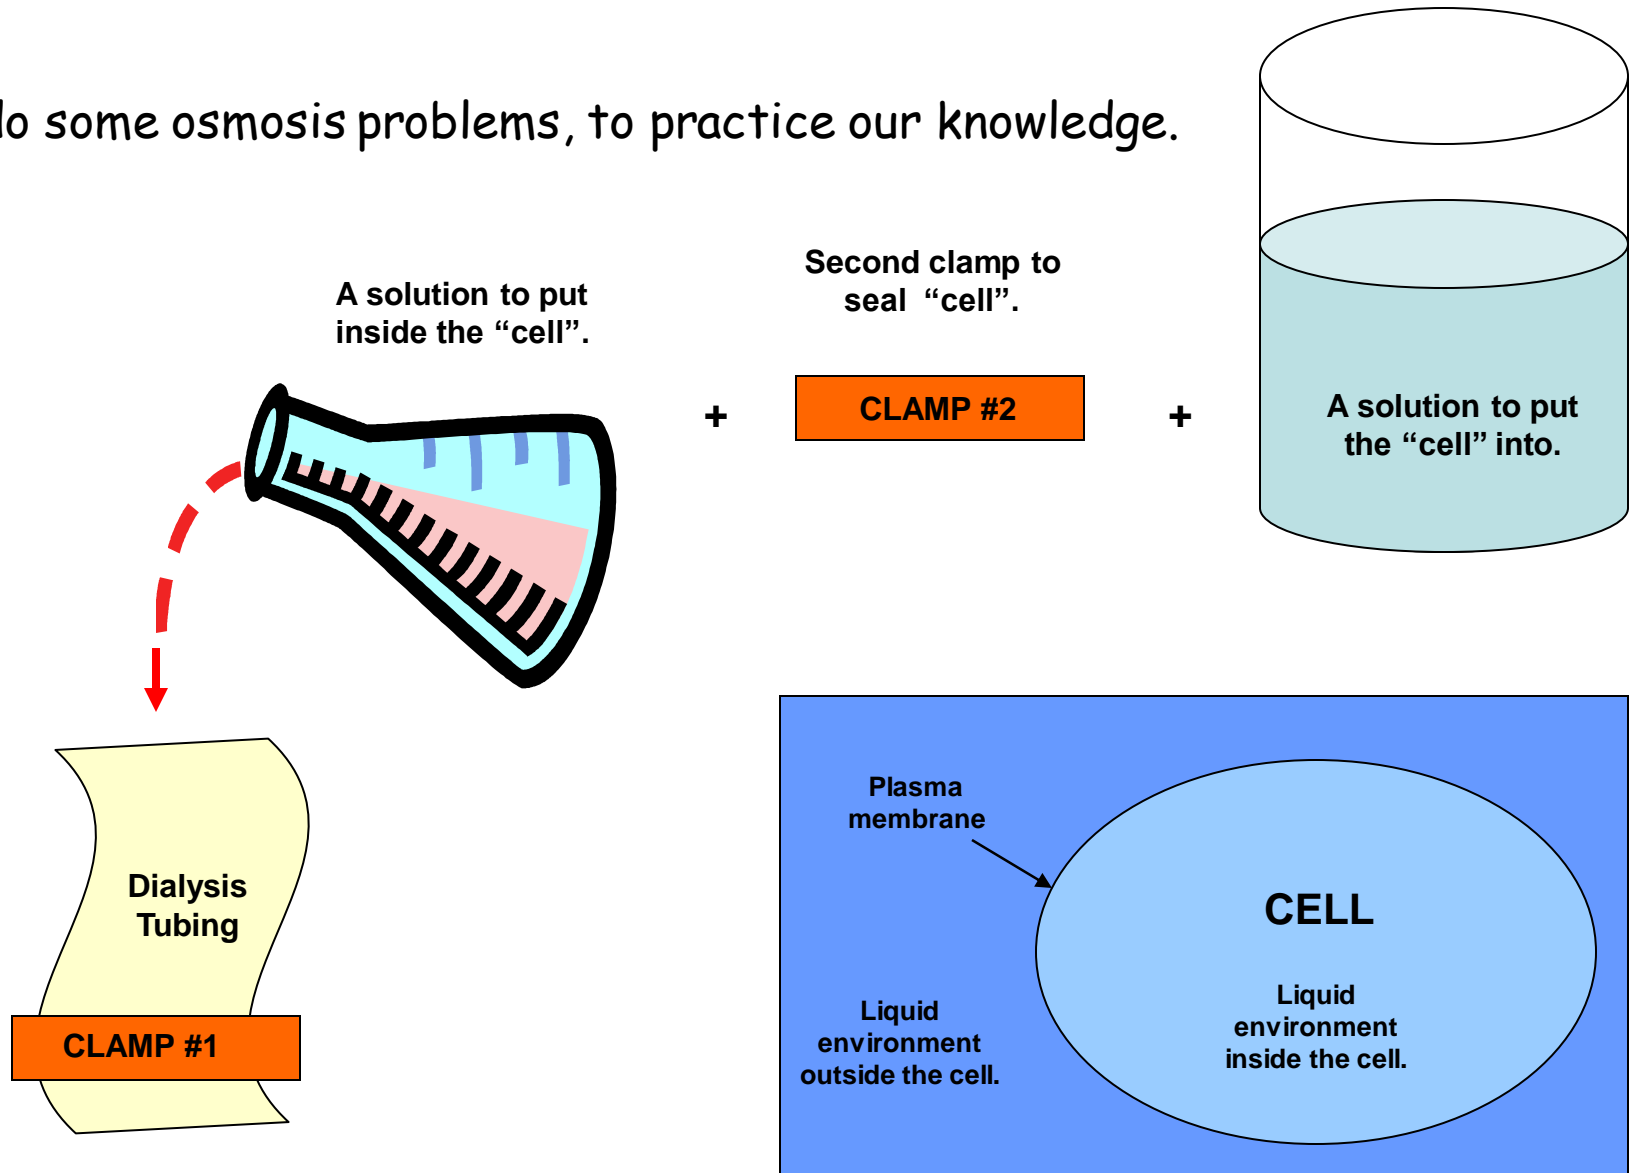 do some osmosis problems, to practice our knowledge.
A solution to put
inside the “cell”.
Second clamp to
seal “cell”.
+
CLAMP #2
+
A solution to put
the “cell” into.
Dialysis
Tubing
CLAMP #1
Plasma
membrane
CELL
Liquid
environment
outside the cell.
Liquid
environment
inside the cell.